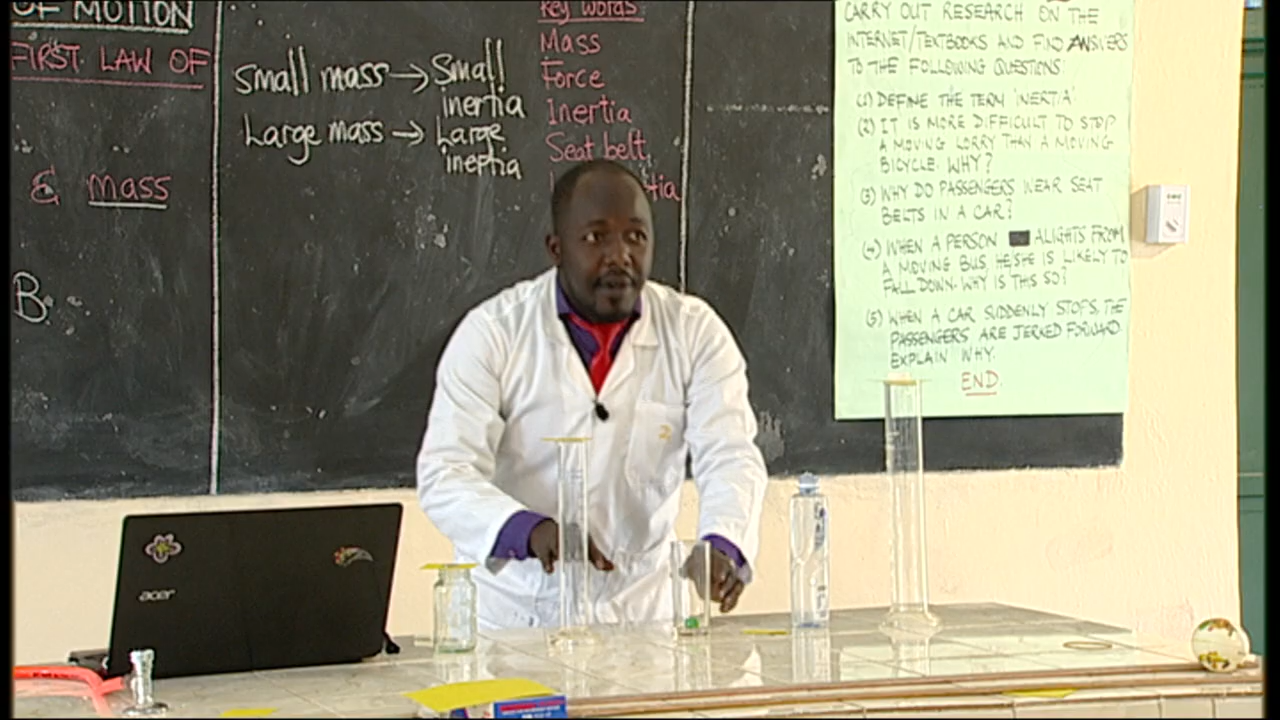 OF MOTION
FIRST LAW OF
& mass
B.
Small mass → Small
inertia
Large mass → Large
inertia
Key words
Mass
Force
Inertia
Seat belt
CARRY OUT RESEARCH ON THE
INTERNET/TEXTBOOKS AND FIND ANSWERS
TO THE FOLLOWING QUESTIONS:
(1) DEFINE THE TERM 'INERTIA'
(2) IT IS MORE DIFFICULT TO STOP
A MOVING LORRY THAN A MOVING
BICYCLE. WHY?
(3) WHY DO PASSENGERS WEAR SEAT
BELTS IN A CAR?
(4) WHEN A PERSON ALIGHTS FROM
A MOVING BUS, HE/SHE IS LIKELY TO
FALL DOWN. WHY IS THIS SO?
(5) WHEN A CAR SUDDENLY STOPS, THE
PASSENGERS ARE JERKED FORWARD.
EXPLAIN WHY.
END.
acer